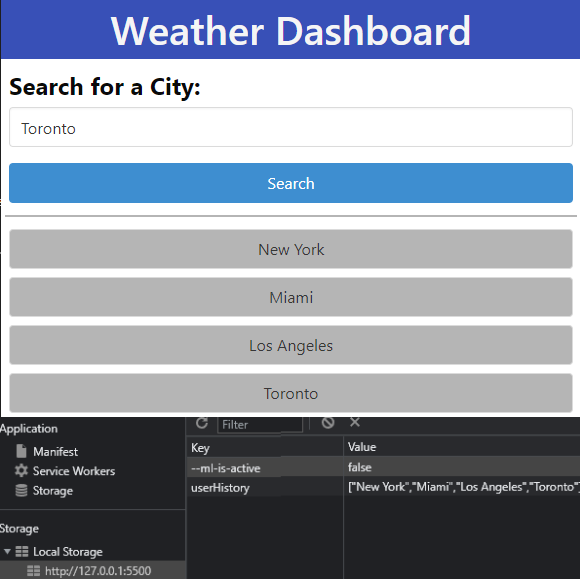 Weather Dashboard
Search for a City:
Toronto
Search
New York
Miami
Los Angeles
Toronto
Application
Manifest
Service Workers
Storage
Storage
Local Storage
http://127.0.0.1:5500
Filter
Key Value
--ml-is-active false
userHistory ["New York","Miami","Los Angeles","Toronto"]